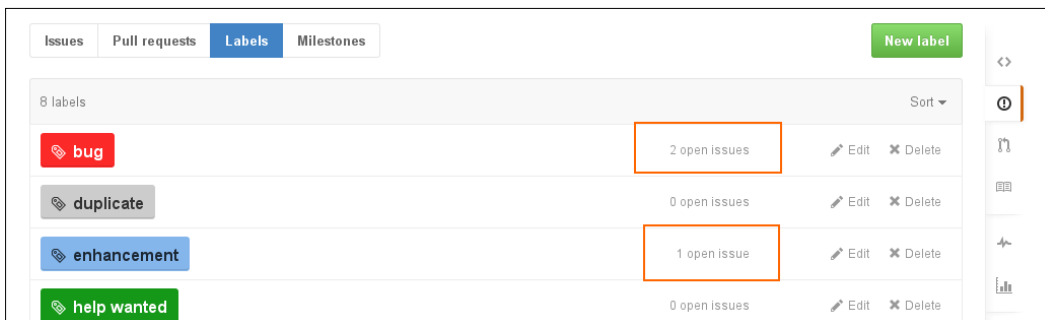 Issues Pull requests Labels Milestones New label
8 labels Sort
bug 2 open issues Edit Delete
duplicate 0 open issues Edit Delete
enhancement 1 open issue Edit Delete
help wanted 0 open issues Edit Delete